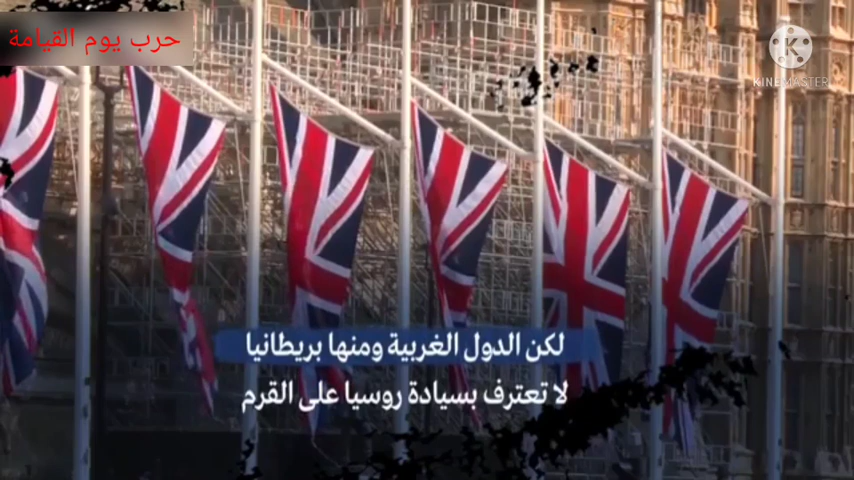 حرب يوم القيامة
KINEMASTER
لكن الدول الغربية ومنها بريطانيا
لا تعترف بسيادة روسيا على القرم